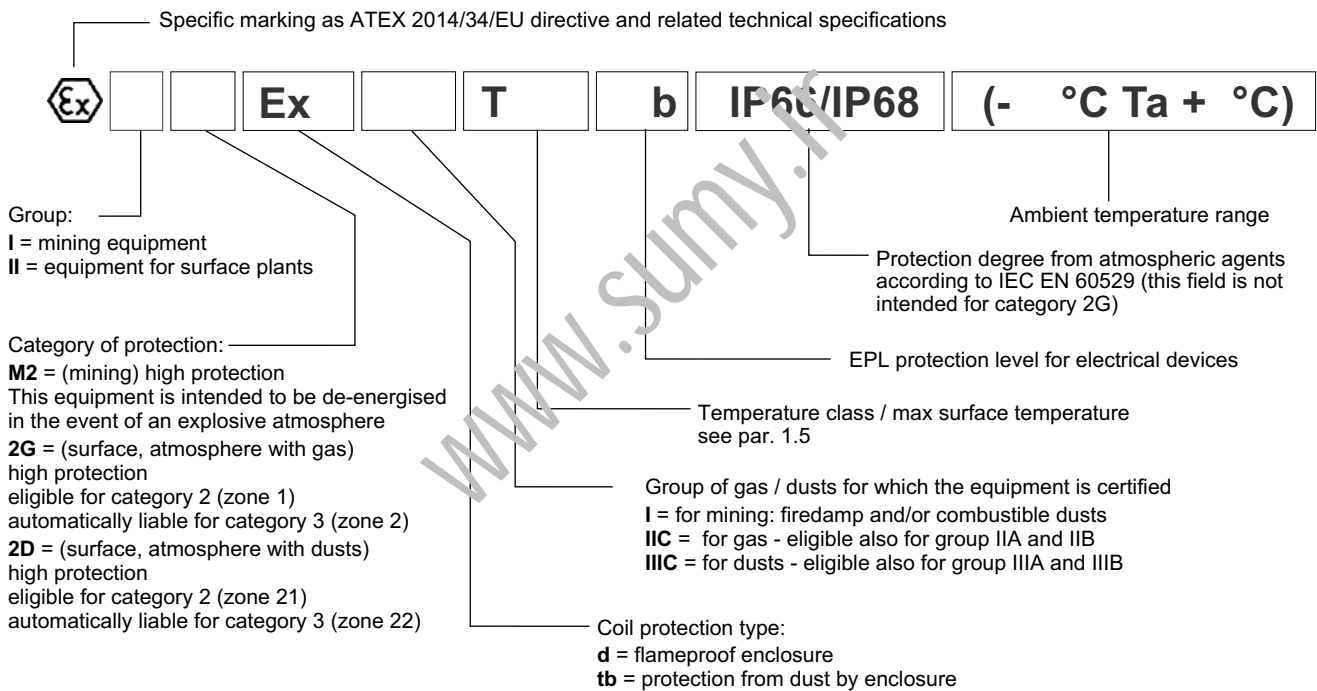 Specific marking as ATEX 2014/34/EU directive and related technical specifications
Ex Ex T b IP66/IP68 (- °C Ta + °C)
Group:
I = mining equipment
II = equipment for surface plants
Category of protection:
M2 = (mining) high protection
This equipment is intended to be de-energised
in the event of an explosive atmosphere
2G = (surface, atmosphere with gas)
high protection
eligible for category 2 (zone 1)
automatically liable for category 3 (zone 2)
2D = (surface, atmosphere with dusts)
high protection
eligible for category 2 (zone 21)
automatically liable for category 3 (zone 22)
Ambient temperature range
Protection degree from atmospheric agents
according to IEC EN 60529 (this field is not
intended for category 2G)
EPL protection level for electrical devices
Temperature class / max surface temperature
see par. 1.5
Group of gas / dusts for which the equipment is certified
I = for mining: firedamp and/or combustible dusts
IIC = for gas - eligible also for group IIA and IIB
IIIC = for dusts - eligible also for group IIIA and IIIB
Coil protection type:
d = flameproof enclosure
tb = protection from dust by enclosure
www.sumy.ir